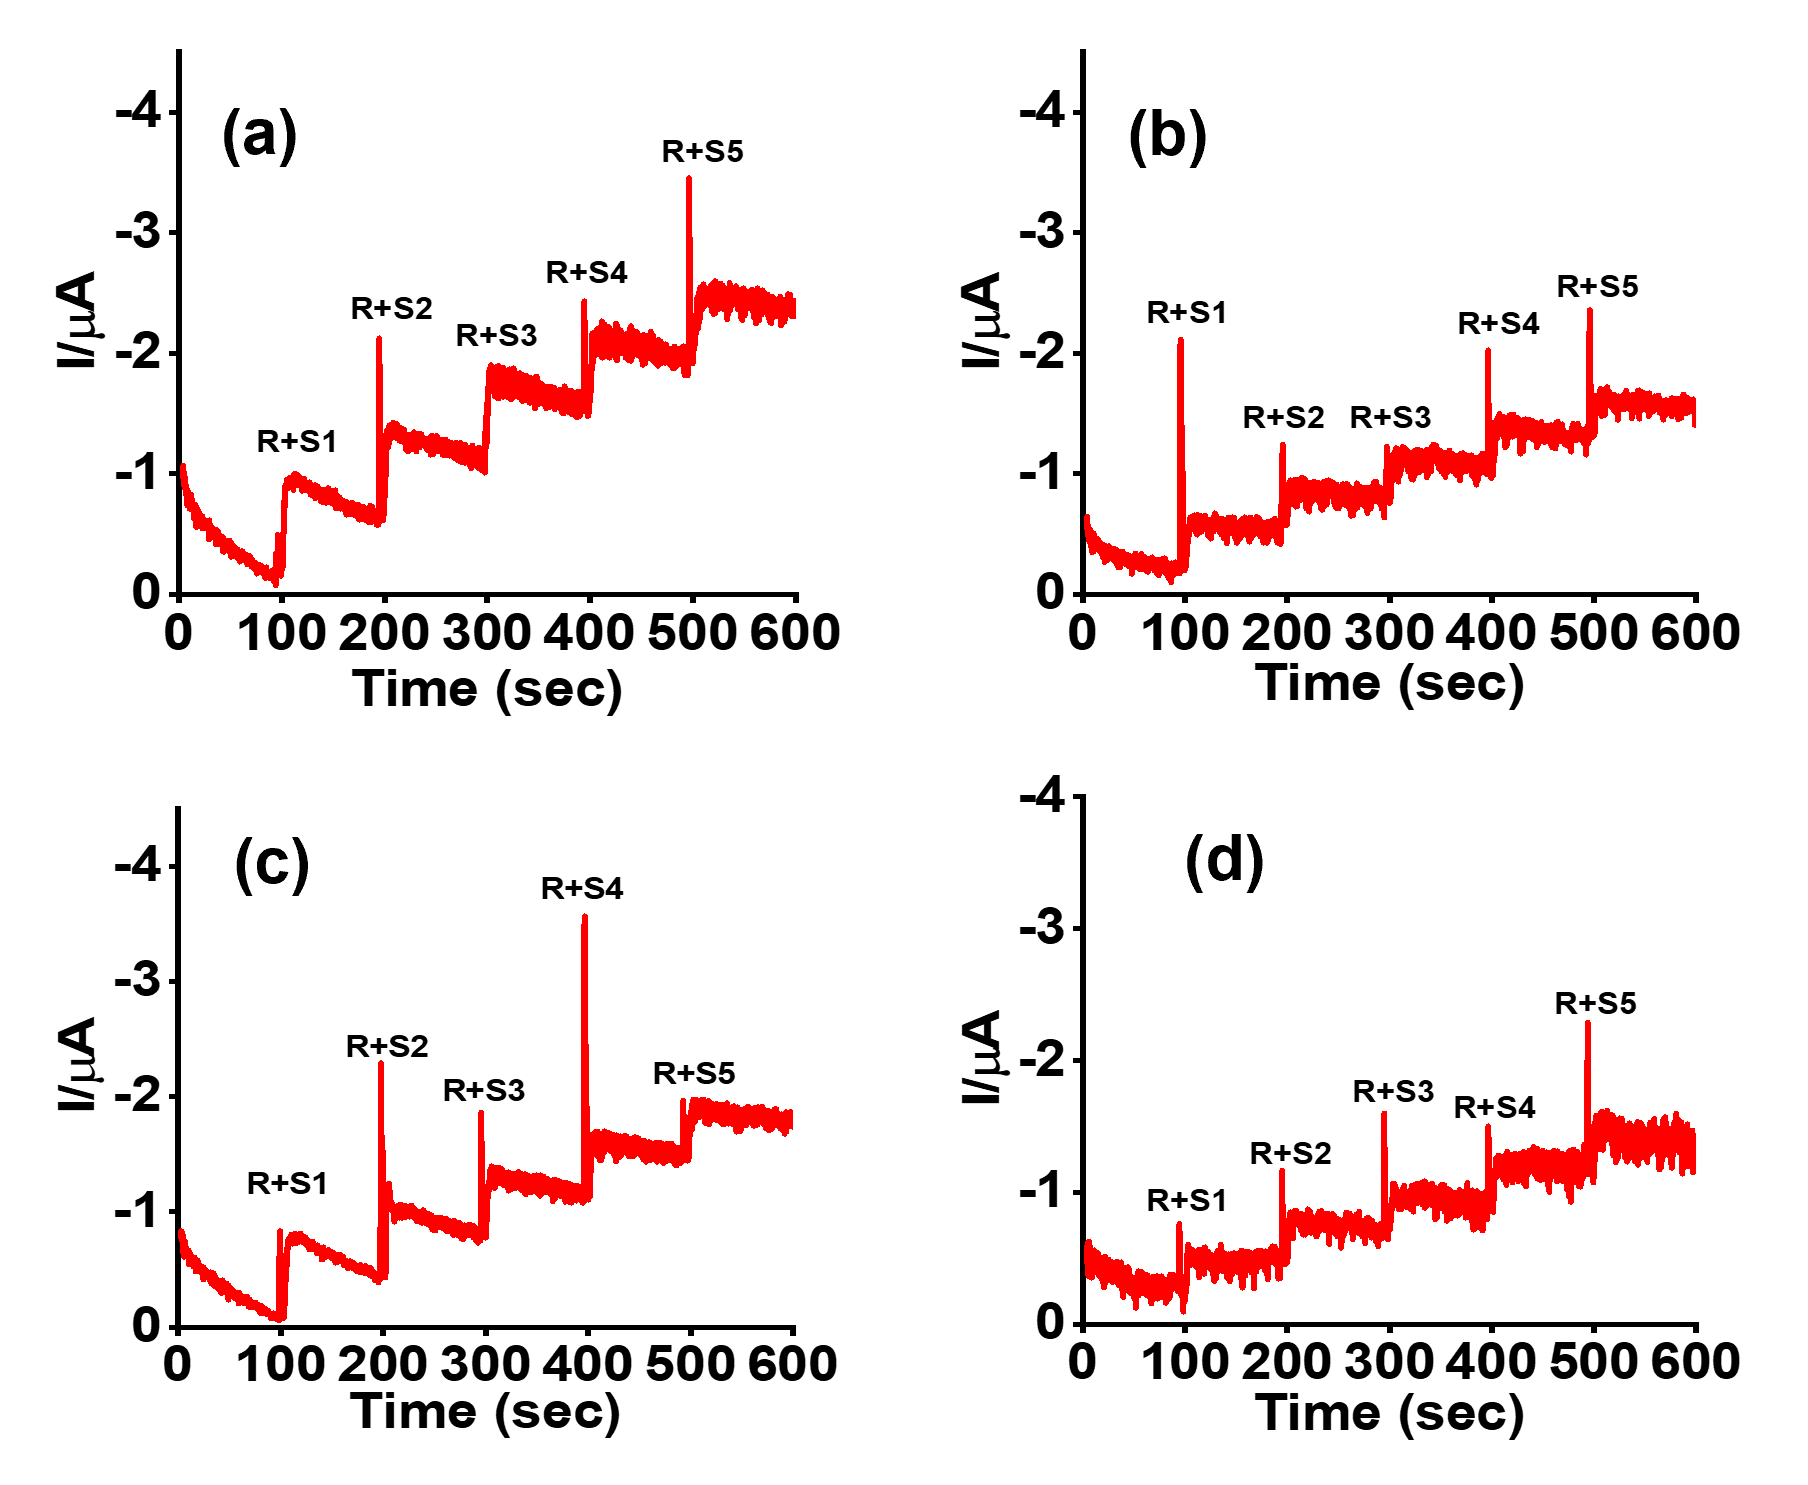 (a)
I/μA
-4
-3
-2
-1
0
R+S1
R+S2
R+S3
R+S4
R+S5
0 100 200 300 400 500 600
Time (sec)
(b)
I/μA
-4
-3
-2
-1
0
R+S1
R+S2
R+S3
R+S4
R+S5
0 100 200 300 400 500 600
Time (sec)
(c)
I/μA
-4
-3
-2
-1
0
R+S1
R+S2
R+S3
R+S4
R+S5
0 100 200 300 400 500 600
Time (sec)
(d)
I/μA
-4
-3
-2
-1
0
R+S1
R+S2
R+S3
R+S4
R+S5
0 100 200 300 400 500 600
Time (sec)